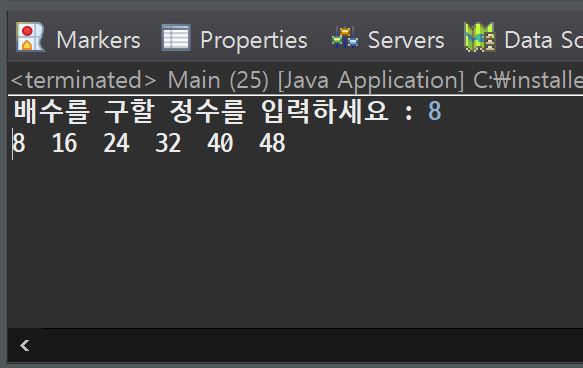 Markers Properties Servers Data Sc
<terminated> Main (25) [Java Application] C:₩installe
배수를 구할 정수를 입력하세요 : 8
8 16 24 32 40 48